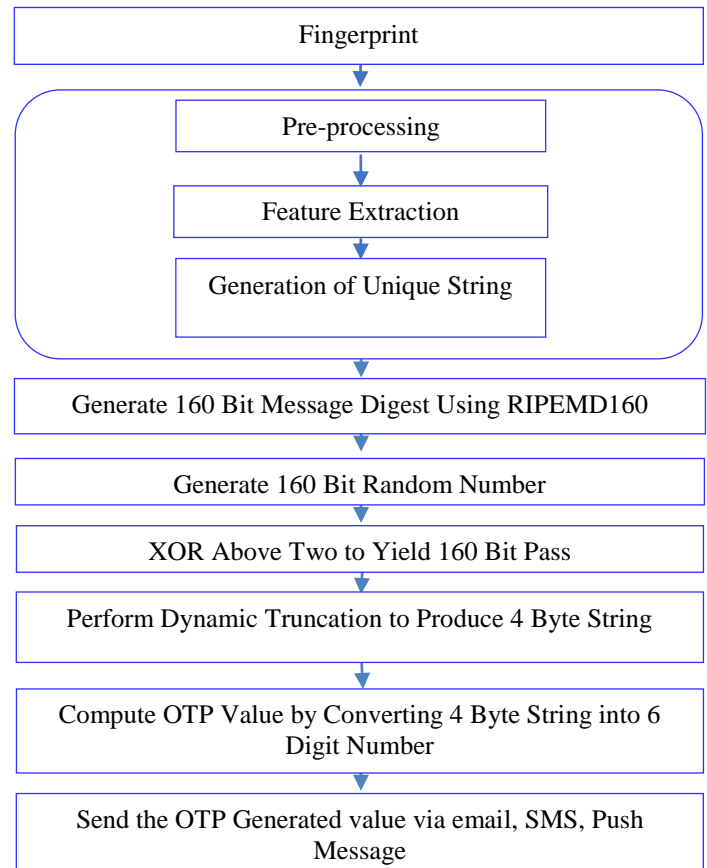 Fingerprint
Pre-processing
Feature Extraction
Generation of Unique String
Generate 160 Bit Message Digest Using RIPEMD160
Generate 160 Bit Random Number
XOR Above Two to Yield 160 Bit Pass
Perform Dynamic Truncation to Produce 4 Byte String
Compute OTP Value by Converting 4 Byte String into 6
Digit Number
Send the OTP Generated value via email, SMS, Push
Message